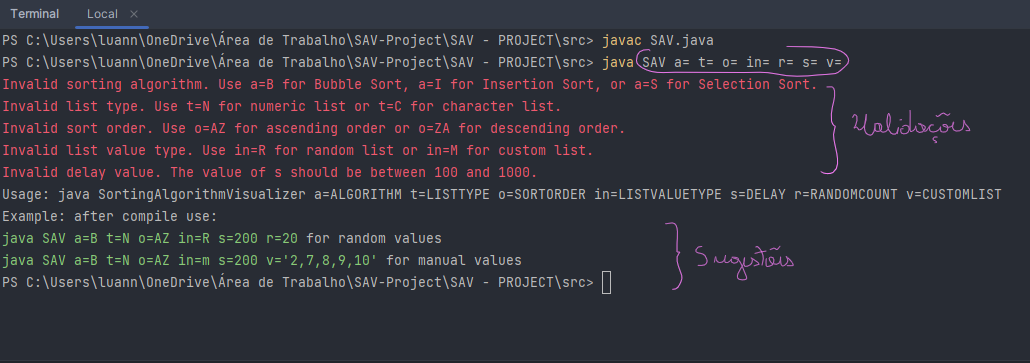 Terminal Local ×
PS C:\Users\luann\OneDrive\Área de Trabalho\SAV-Project\SAV - PROJECT\src> javac SAV.java
PS C:\Users\luann\OneDrive\Área de Trabalho\SAV-Project\SAV - PROJECT\src> java SAV a= t= o= in= r= s= v=
Invalid sorting algorithm. Use a=B for Bubble Sort, a=I for Insertion Sort, or a=S for Selection Sort.
Invalid list type. Use t=N for numeric list or t=C for character list.
Validações
Invalid sort order. Use o=AZ for ascending order or o=ZA for descending order.
Invalid list value type. Use in=R for random list or in=M for custom list.
Invalid delay value. The value of s should be between 100 and 1000.
Usage: java SortingAlgorithmVisualizer a=ALGORITHM t=LISTTYPE o=SORTORDER in=LISTVALUETYPE s=DELAY r=RANDOMCOUNT v=CUSTOMLIST
Example: after compile use:
java SAV a=B t=N o=AZ in=R s=200 r=20 for random values
Sugestões
java SAV a=B t=N o=AZ in=m s=200 v='2,7,8,9,10' for manual values
PS C:\Users\luann\OneDrive\Área de Trabalho\SAV-Project\SAV - PROJECT\src>